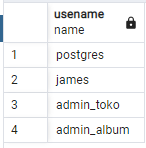 usename
name
1 postgres
2 james
3 admin_toko
4 admin_album